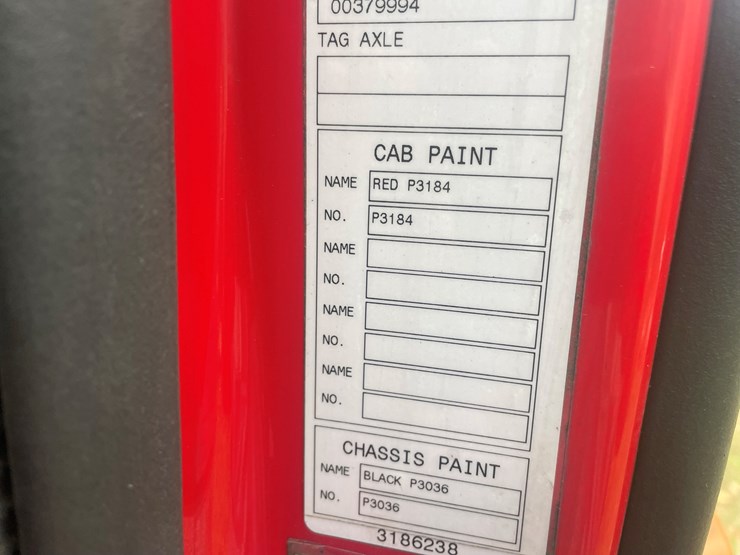 00379994
TAG AXLE
CAB PAINT
NAME RED P3184
NO. P3184
NAME
NO.
NAME
NO.
NAME
NO.
CHASSIS PAINT
NAME BLACK P3036
NO. P3036
3186238